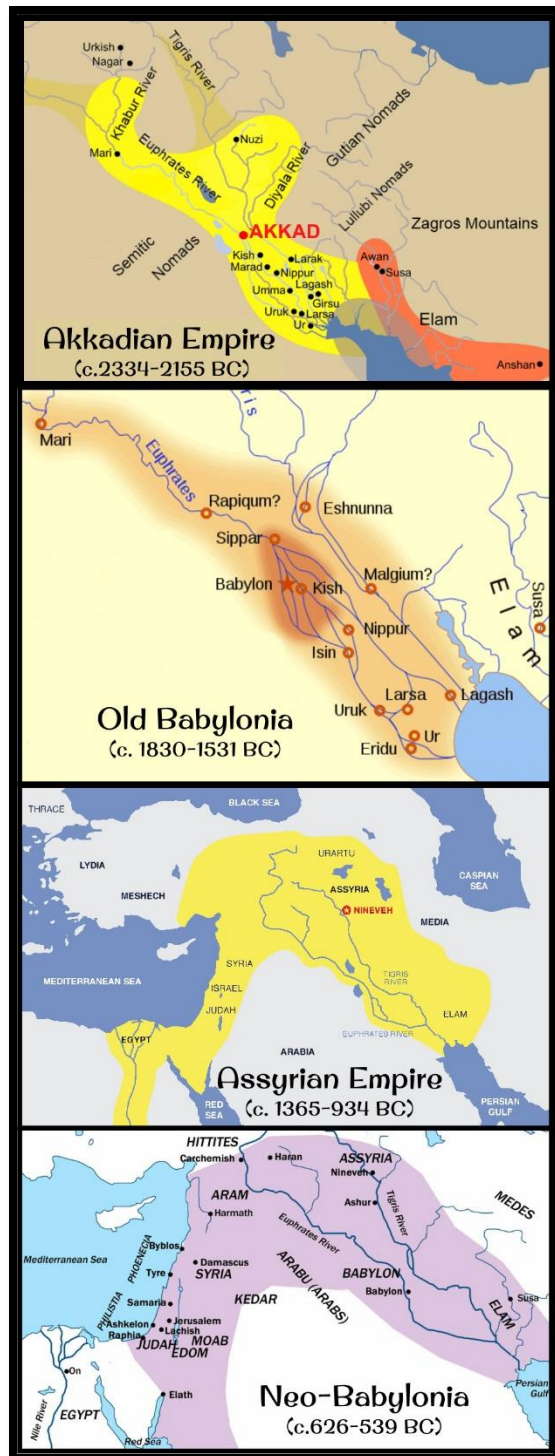 Urkish
Nagar
Tigris River
Khabur River
Nuzi
Mari
Euphrates River
Diyala River
Gutian Nomads
Lullubi Nomads
Zagros Mountains
AKKAD
Semitic
Nomads
Kish
Larak
Awan
Marad
Nippur
Susa
Umma
Lagash
Girsu
Uruk
Larsa
Ur
Elam
Anshan
Akkadian Empire
(c.2334-2155 BC)
ris
Mari
Euphrates
Rapiqum?
Eshnunna
Sippar
Babylon
Kish
Malgium?
Elam
Susa
Nippur
Isin
Larsa
Lagash
Uruk
Ur
Eridu
Old Babylonia
(c. 1830-1531 BC)
THRACE
BLACK SEA
LYDIA
URARTU
CASPIAN
SEA
MESHECH
ASSYRIA
NINEVEH
MEDIA
SYRIA
MEDITERRANEAN SEA
TIGRIS
RIVER
ISRAEL
JUDAH
ELAM
EGYPT
EUPHRATES RIVER
ARABIA
RED
SEA
PERSIAN
GULF
Assyrian Empire
(c. 1365-934 BC)
HITTITES
Carchemish
Haran
ASSYRIA
Nineveh
MEDES
ARAM
Ashur
Tigris River
Harmath
Euphrates River
Mediterranean Sea
Byblos
PHOENICIA
Damascus
SYRIA
Tyre
ARABU (ARABS)
BABYLON
Babylon
Susa
ELAM
KEDAR
Samaria
PHILISTIA
Ashkelon
Jerusalem
Lachish
Raphia
JUDAH
MOAB
EDOM
On
Elath
EGYPT
Nile River
Red Sea
Persian
Gulf
Neo-Babylonia
(c.626-539 BC)